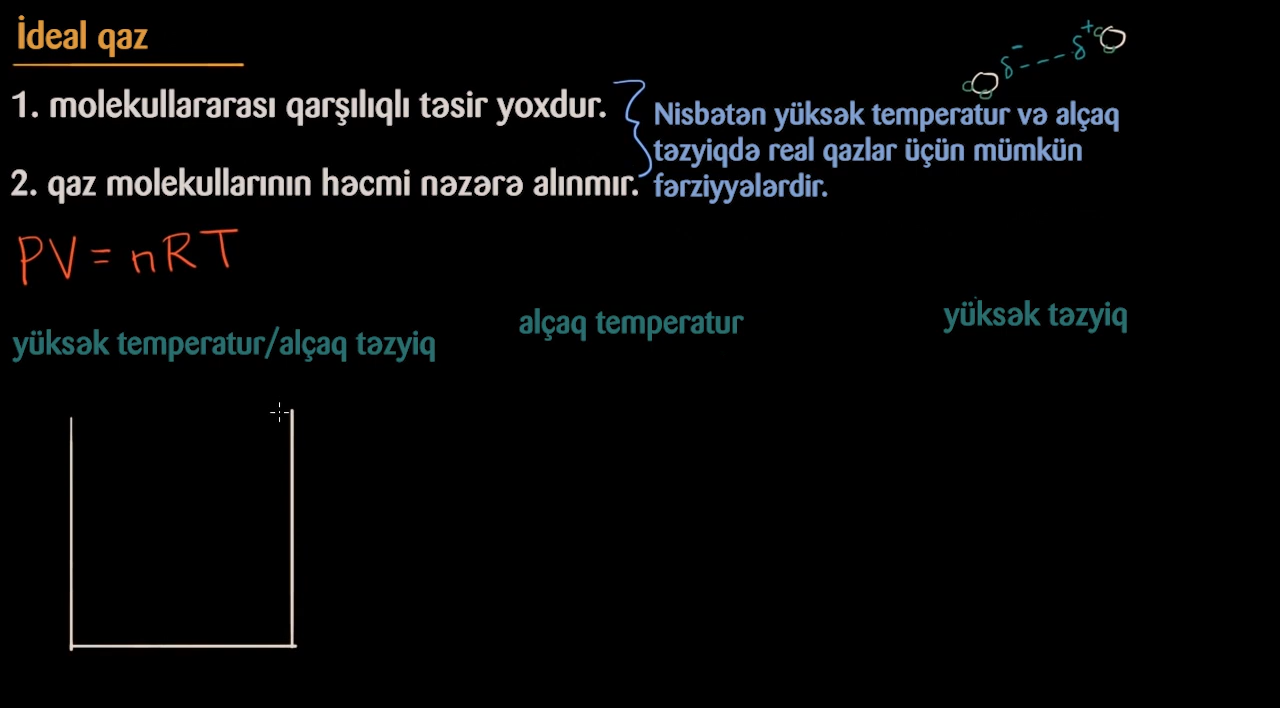 İdeal qaz
δ⁻ δ⁺
1. molekullararası qarşılıqlı təsir yoxdur.
2. qaz molekullarının həcmi nəzərə alınmır.
Nisbətən yüksək temperatur və alçaq
təzyiqdə real qazlar üçün mümkün
fərziyyələrdir.
PV = nRT
yüksək temperatur/alçaq təzyiq
alçaq temperatur
yüksək təzyiq